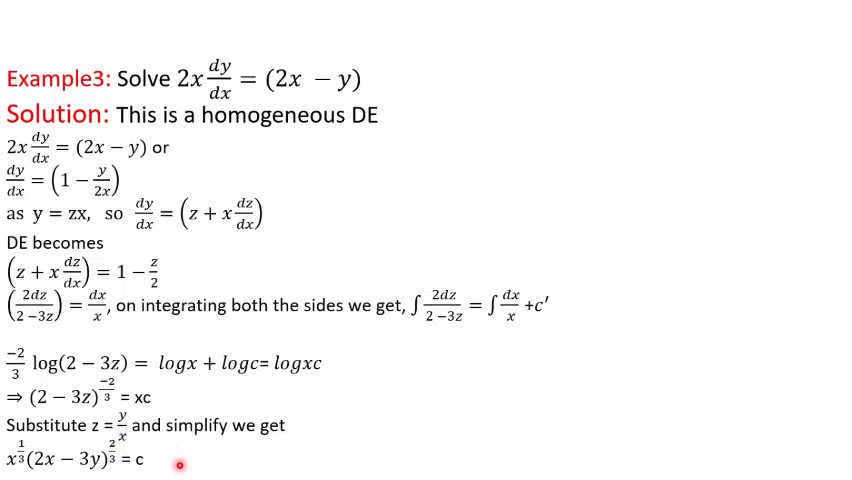 Example3: Solve 2x dy/dx = (2x − y)
Solution: This is a homogeneous DE
2x dy/dx = (2x − y) or
dy/dx = (1 − y/2x)
as y = zx, so dy/dx = (z + x dz/dx)
DE becomes
(z + x dz/dx) = 1 − z/2
(2dz/2 −3z) = dx/x, on integrating both the sides we get, ∫ 2dz/2 −3z = ∫ dx/x +c′
−2/3 log(2 − 3z) = logx + logc= logxc
⇒ (2 − 3z)^(−2/3) = xc
Substitute z = y/x and simplify we get
x^(1/3)(2x − 3y)^(2/3) = c